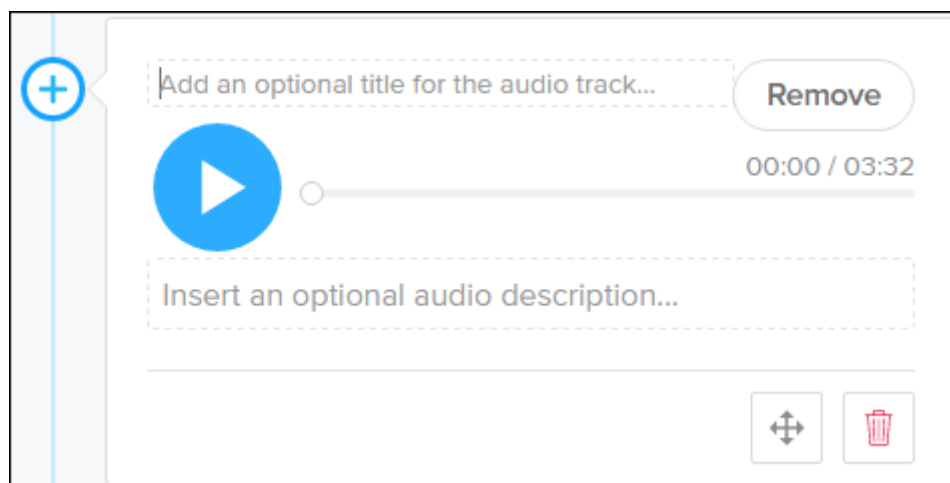 Add an optional title for the audio track...
Remove
00:00 / 03:32
Insert an optional audio description...